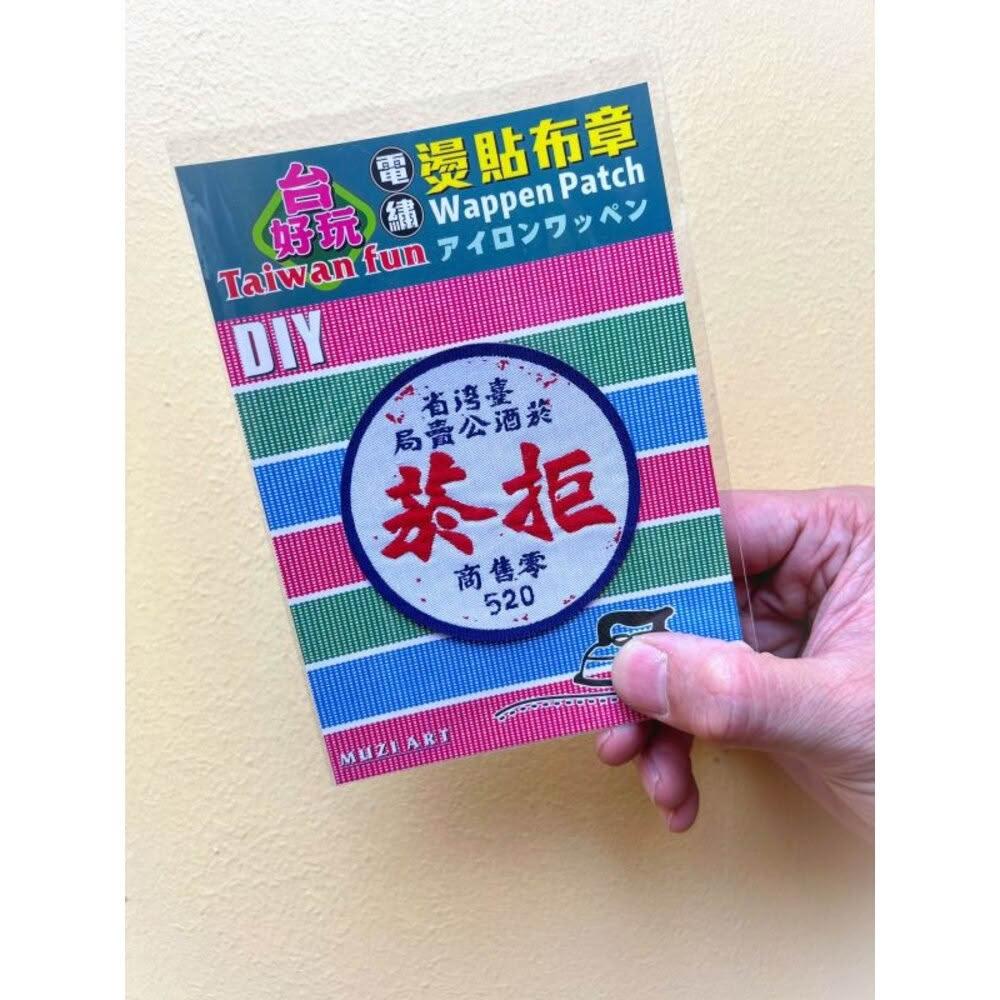 台
好玩
Taiwan fun
電繡
燙貼布章
Wappen Patch
アイロンワッペン
DIY
臺灣省
菸酒公賣局
拒菸
零售商
520
MUZI ART